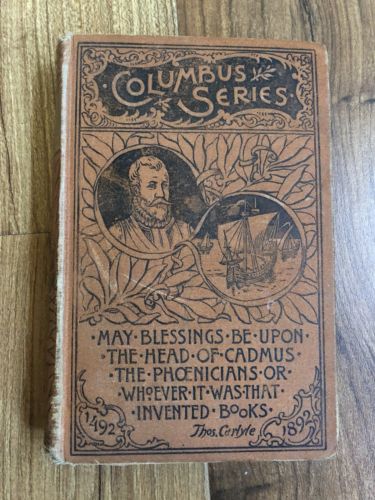 COLUMBUS
SERIES
MAY · BLESSINGS · BE · UPON
· THE · HEAD · OF · CADMUS ·
· THE · PHŒNICIANS · OR ·
WHOEVER · IT · WAS · THAT ·
INVENTED · BOOKS ·
1492 Thos. Carlyle 1892